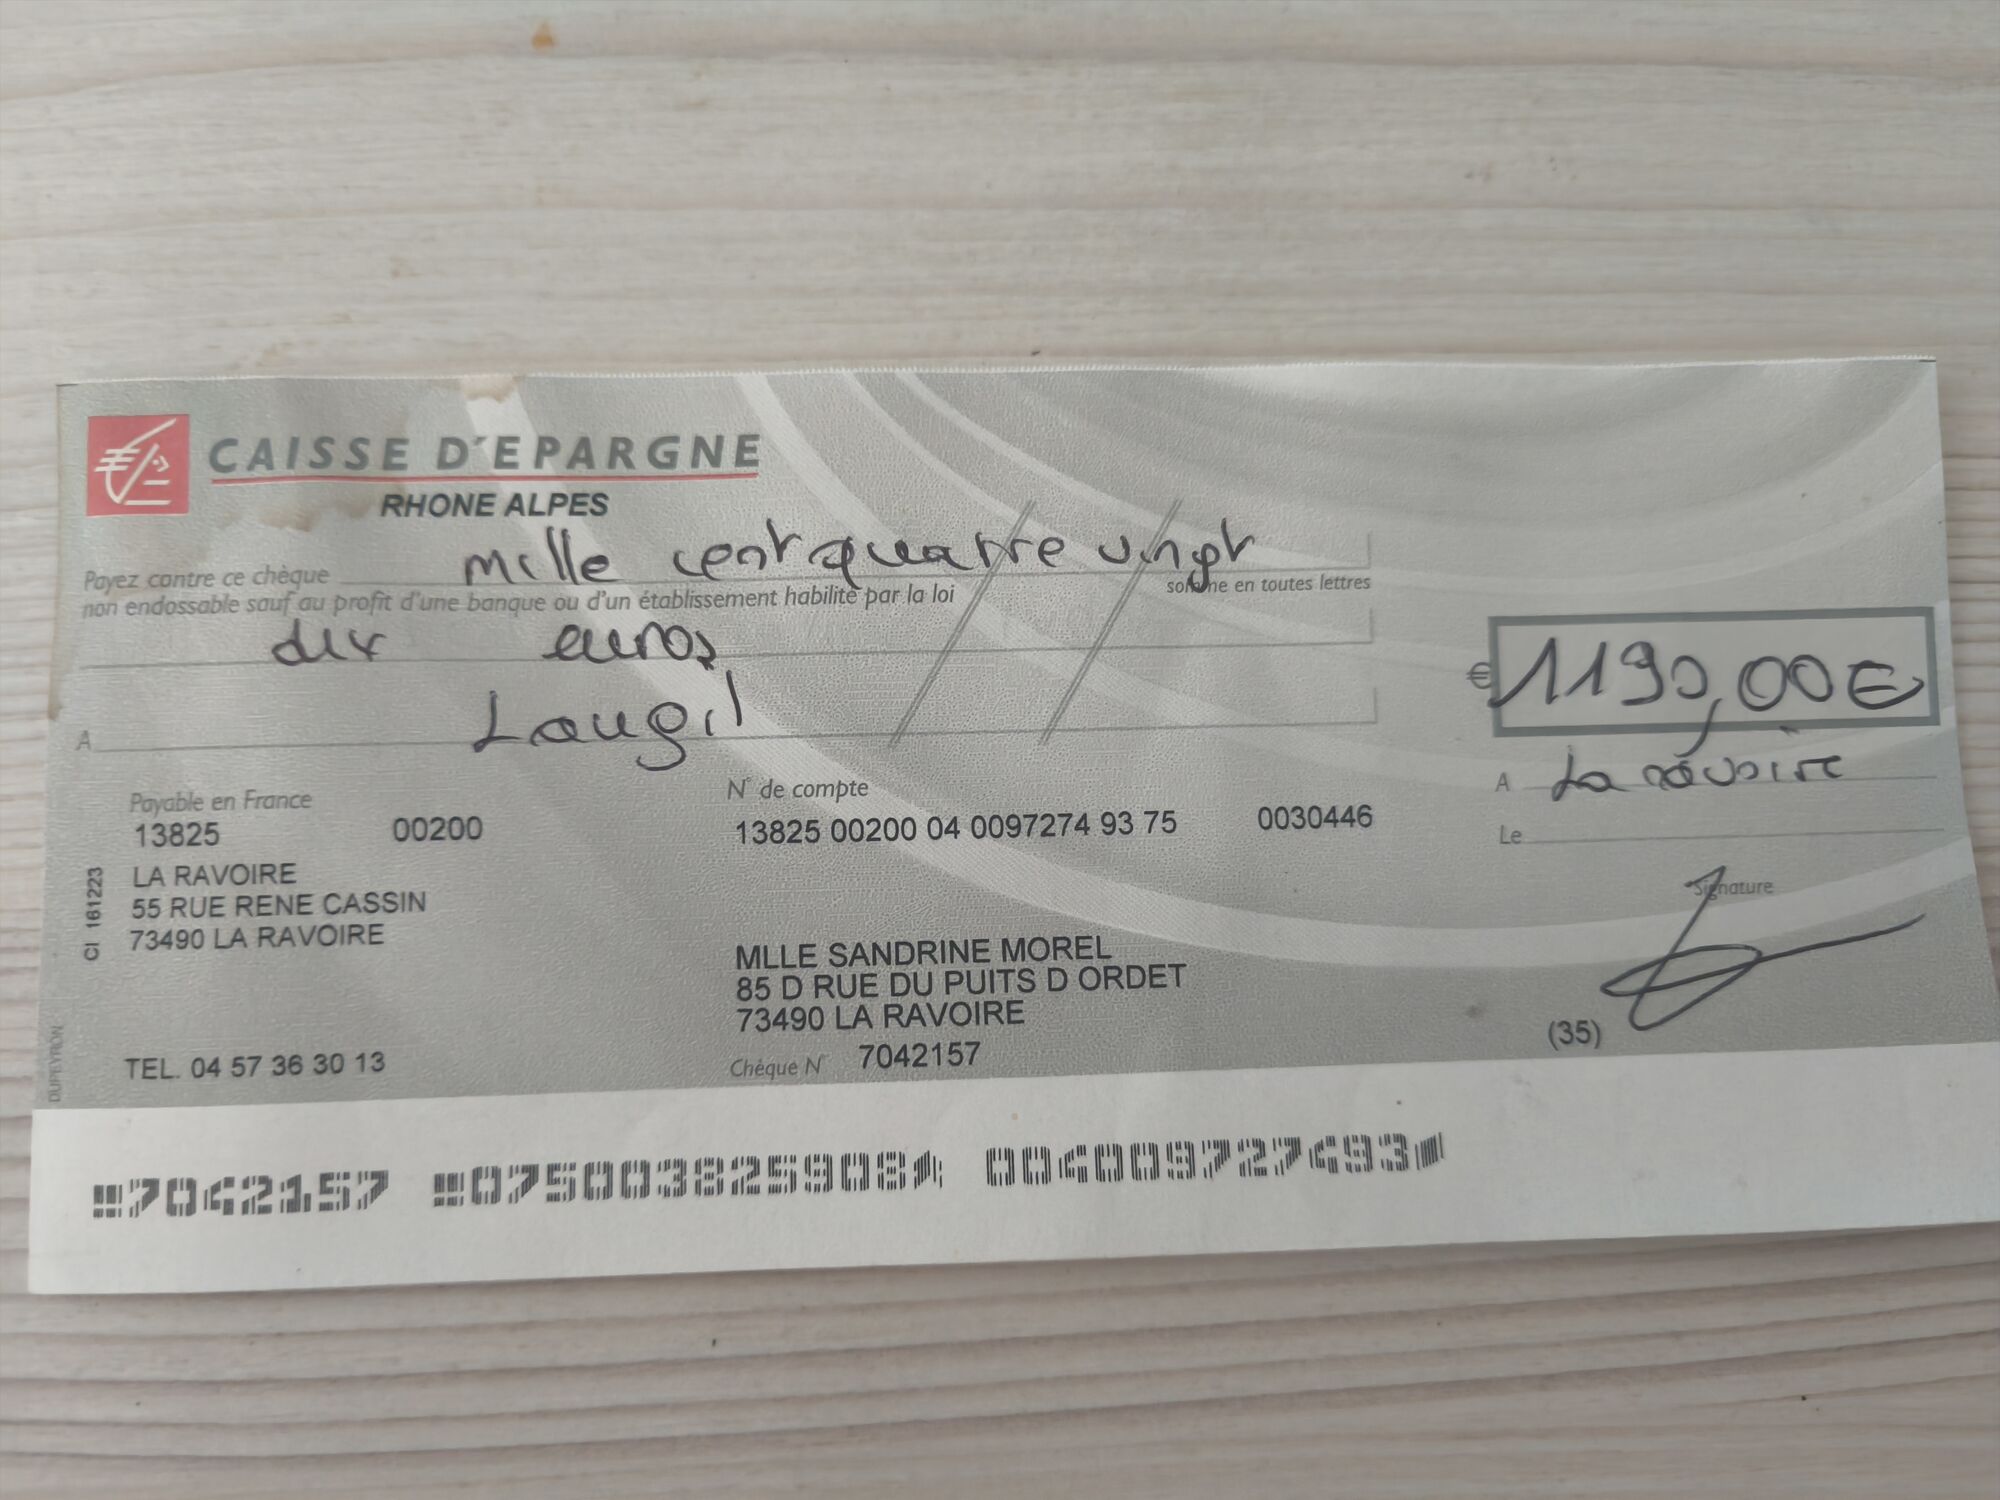 CAISSE D'EPARGNE
RHONE ALPES
Payez contre ce chèque mille cent quatre vingt
non endossable sauf au profit d'une banque ou d'un établissement habilité par la loi somme en toutes lettres
dix euros
€ 1190,00€
A Laugil
A La ravoire
Le
Payable en France
13825 00200
N° de compte
13825 00200 04 0097274 93 75 0030446
LA RAVOIRE
55 RUE RENE CASSIN
73490 LA RAVOIRE
CI 161223
Signature
MLLE SANDRINE MOREL
85 D RUE DU PUITS D ORDET
73490 LA RAVOIRE
(35)
TEL. 04 57 36 30 13
Chèque N° 7042157
DUPEYRON
7042157 075003825908 004009727493